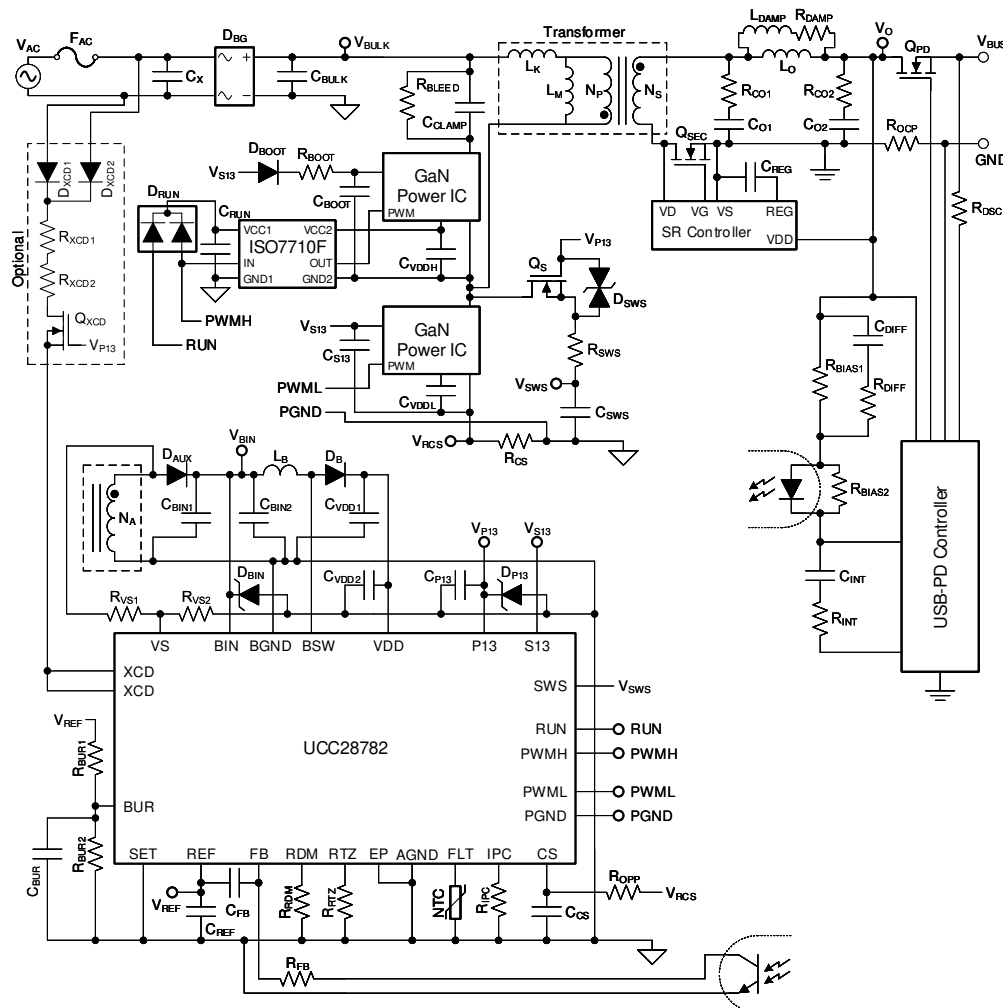 VAC
FAC
DBG
VBULK
CX
CBULK
RBLEED
CCLAMP
Transformer
LK
LM
NP
NS
LDAMP
RDAMP
LO
VO
QPD
VBUS
RCO1
CO1
RCO2
CO2
ROCP
GND
RDSC
QSEC
CREG
VD
VG
VS
REG
VDD
SR Controller
DXCD1
DXCD2
Optional
RXCD1
RXCD2
QXCD
VP13
VS13
DBOOT
RBOOT
CBOOT
GaN
Power IC
PWM
DRUN
CRUN
VCC1
VCC2
ISO7710F
IN
OUT
GND1
GND2
CVDDH
PWMH
RUN
VS13
CS13
GaN
Power IC
PWM
PWML
CVDDL
PGND
VRCS
RCS
QS
VP13
DSWS
RSWS
VSWS
CSWS
CDIFF
RBIAS1
RDIFF
RBIAS2
CINT
RINT
USB-PD Controller
NA
DAUX
VBIN
LB
DB
CBIN1
CBIN2
CVDD1
RVS1
RVS2
DBIN
CVDD2
CP13
VP13
DP13
VS13
VS
BIN
BGND
BSW
VDD
P13
S13
XCD
XCD
SWS
VSWS
VREF
RBUR1
UCC28782
RUN
RUN
PWMH
PWMH
BUR
PWML
PWML
PGND
PGND
RBUR2
CBUR
SET
REF
FB
RDM
RTZ
EP
AGND
FLT
IPC
CS
VREF
CFB
CREF
RRDM
RRTZ
NTC
RIPC
CCS
ROPP
VRCS
RFB